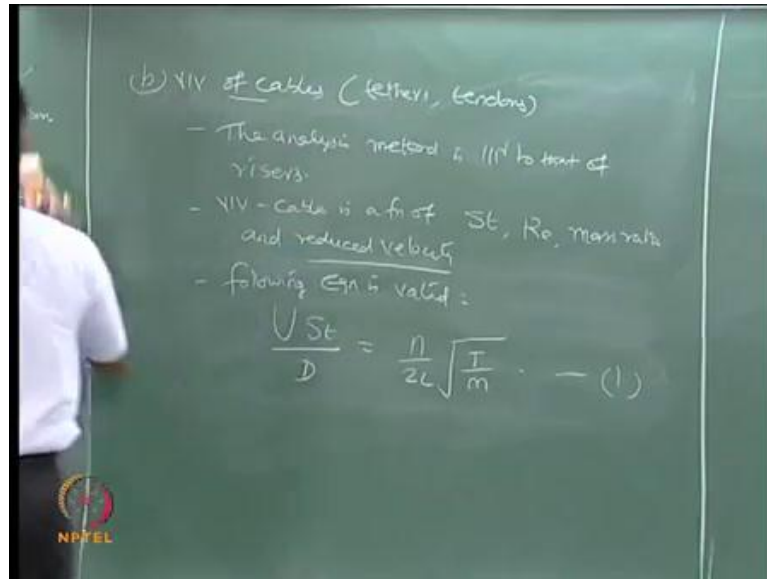 (b) VIV of cables (tethers, tendons)
- The analysis method is lllr to that of
risers.
- VIV - Cable is a fn of St, Re, mass ratio
and reduced velocity
- following Eqn is valid:
U St / D = n / 2L √ T / m . — (1)
NPTEL